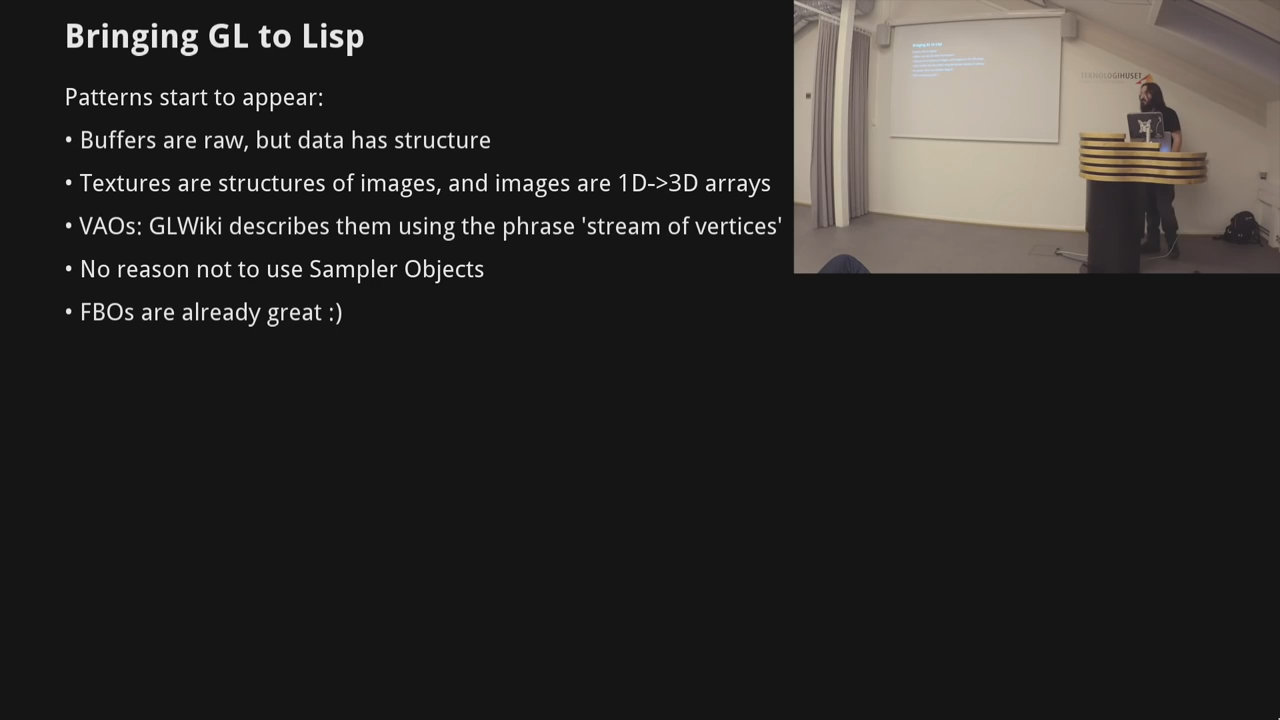 Bringing GL to Lisp
Patterns start to appear:
• Buffers are raw, but data has structure
• Textures are structures of images, and images are 1D->3D arrays
• VAOs: GLWiki describes them using the phrase 'stream of vertices'
• No reason not to use Sampler Objects
• FBOs are already great :)
TEKNOLOGIHUSET